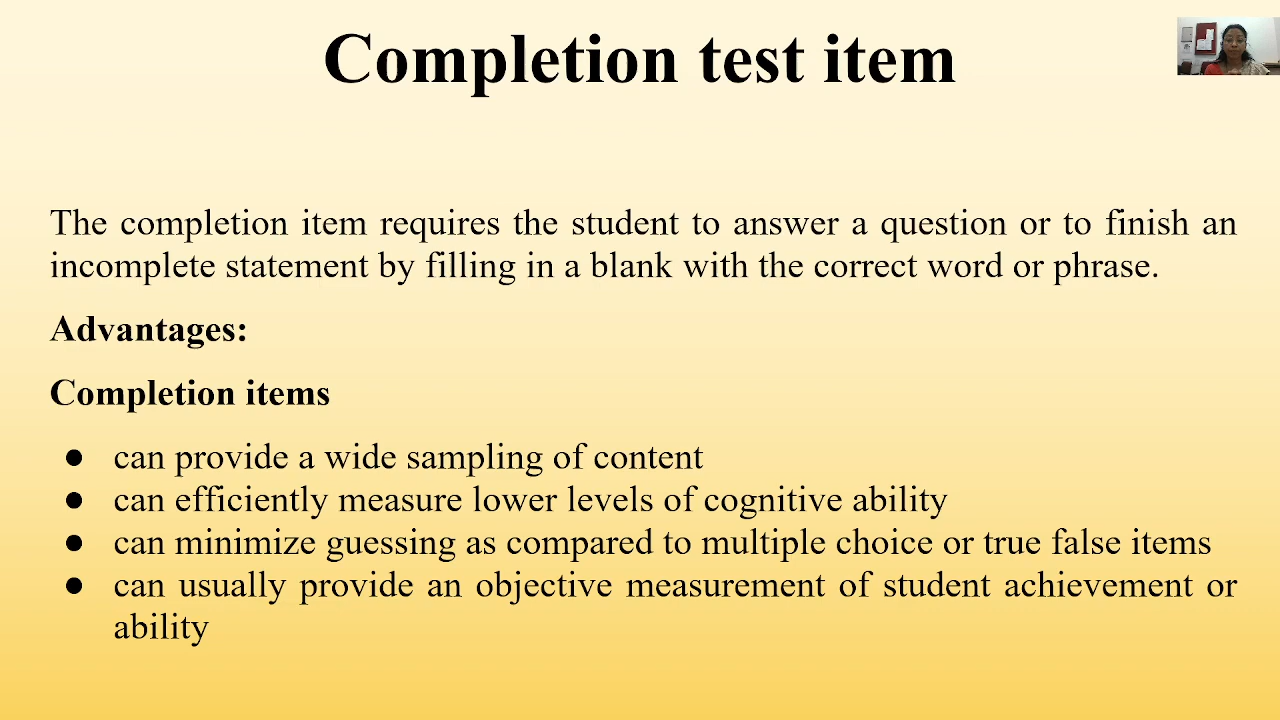 Completion test item
The completion item requires the student to answer a question or to finish an
incomplete statement by filling in a blank with the correct word or phrase.
Advantages:
Completion items
● can provide a wide sampling of content
● can efficiently measure lower levels of cognitive ability
● can minimize guessing as compared to multiple choice or true false items
● can usually provide an objective measurement of student achievement or
ability